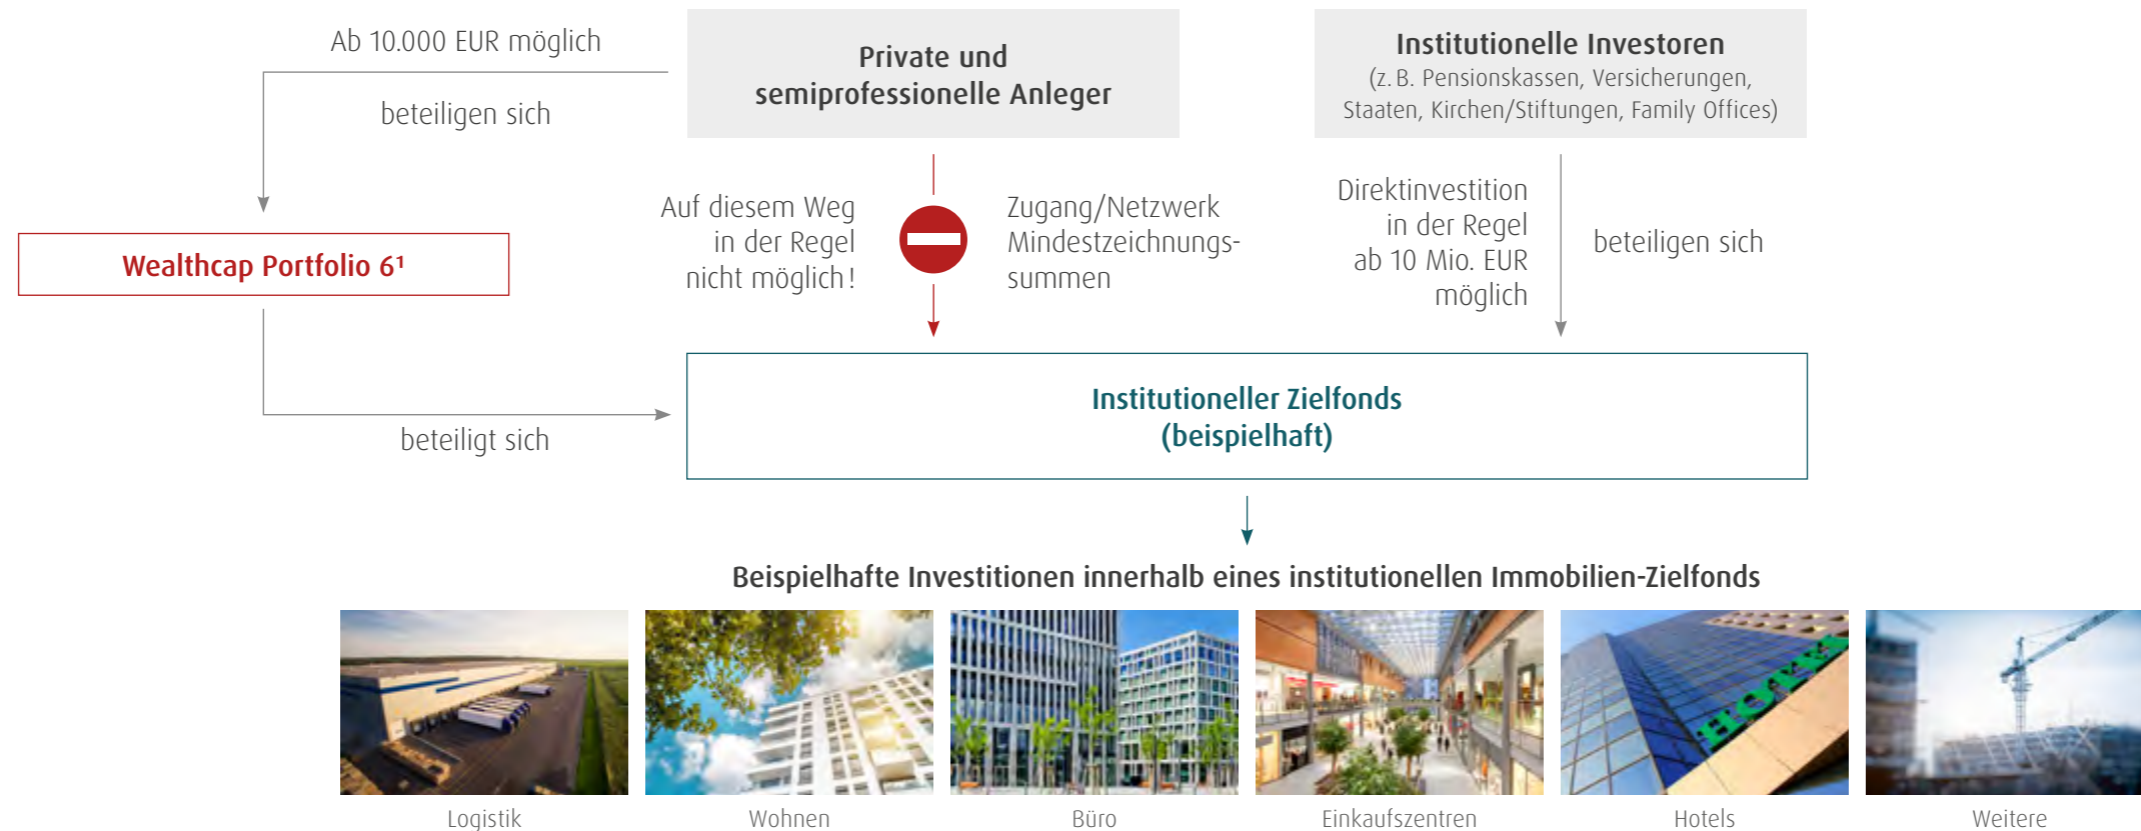 Ab 10.000 EUR möglich
beteiligen sich
Private und
semiprofessionelle Anleger
Institutionelle Investoren
(z. B. Pensionskassen, Versicherungen,
Staaten, Kirchen/Stiftungen, Family Offices)
Wealthcap Portfolio 6¹
Auf diesem Weg
in der Regel
nicht möglich!
Zugang/Netzwerk
Mindestzeichnungs-
summen
Direktinvestition
in der Regel
ab 10 Mio. EUR
möglich
beteiligen sich
beteiligt sich
Institutioneller Zielfonds
(beispielhaft)
Beispielhafte Investitionen innerhalb eines institutionellen Immobilien-Zielfonds
HOTEL
Logistik
Wohnen
Büro
Einkaufszentren
Hotels
Weitere